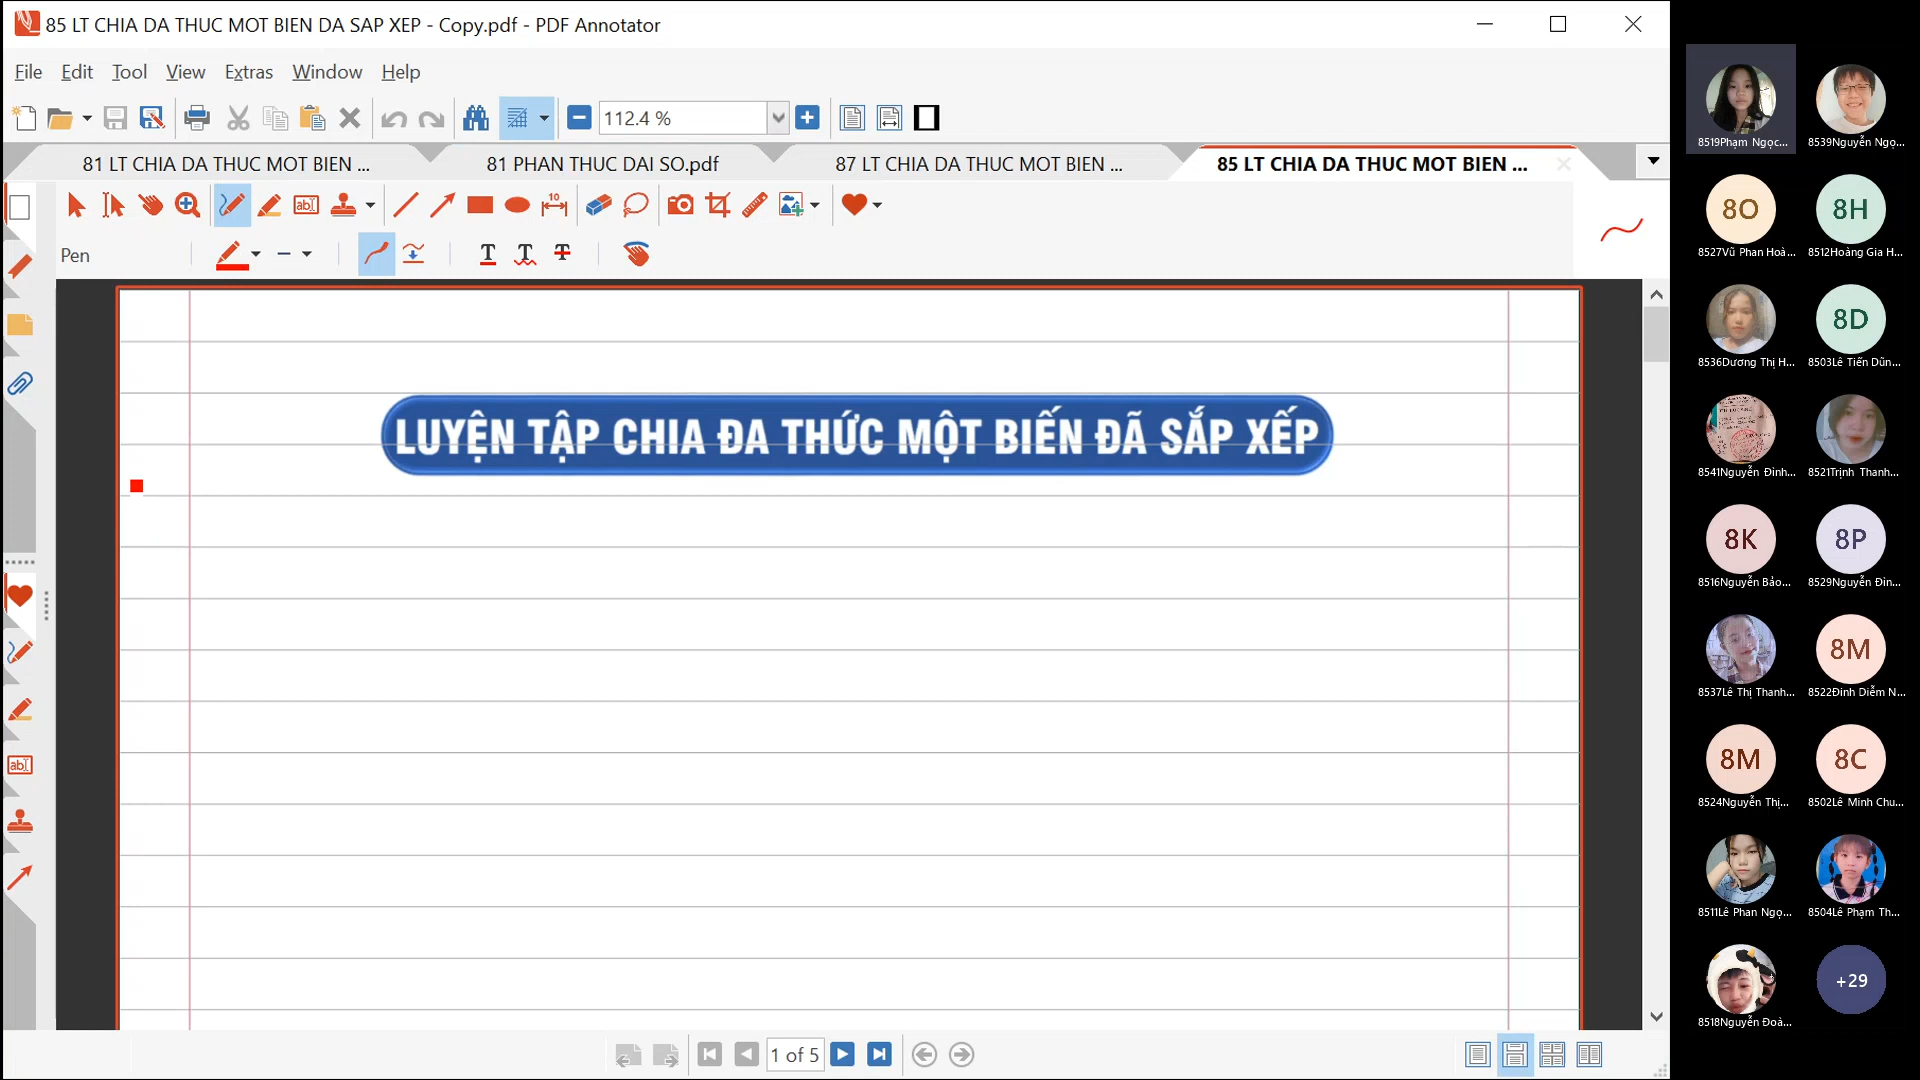 85 LT CHIA DA THUC MOT BIEN DA SAP XEP - Copy.pdf - PDF Annotator
File Edit Tool View Extras Window Help
112.4 %
81 LT CHIA DA THUC MOT BIEN ...
81 PHAN THUC DAI SO.pdf
87 LT CHIA DA THUC MOT BIEN ...
85 LT CHIA DA THUC MOT BIEN ...
Pen
LUYỆN TẬP CHIA ĐA THỨC MỘT BIẾN ĐÃ SẮP XẾP
1 of 5
8519Phạm Ngọc...
8539Nguyễn Ngọ...
8O
8H
8527Vũ Phan Hoà...
8512Hoàng Gia H...
8D
8536Dương Thị H...
8503Lê Tiến Dũn...
8541Nguyễn Đình...
8521Trịnh Thanh...
8K
8P
8516Nguyễn Bảo...
8529Nguyễn Đìn...
8M
8537Lê Thị Thanh...
8522Đinh Diễm N...
8M
8C
8524Nguyễn Thị...
8502Lê Minh Chu...
8511Lê Phan Ngọ...
8504Lê Phạm Th...
+29
8518Nguyễn Đoà...